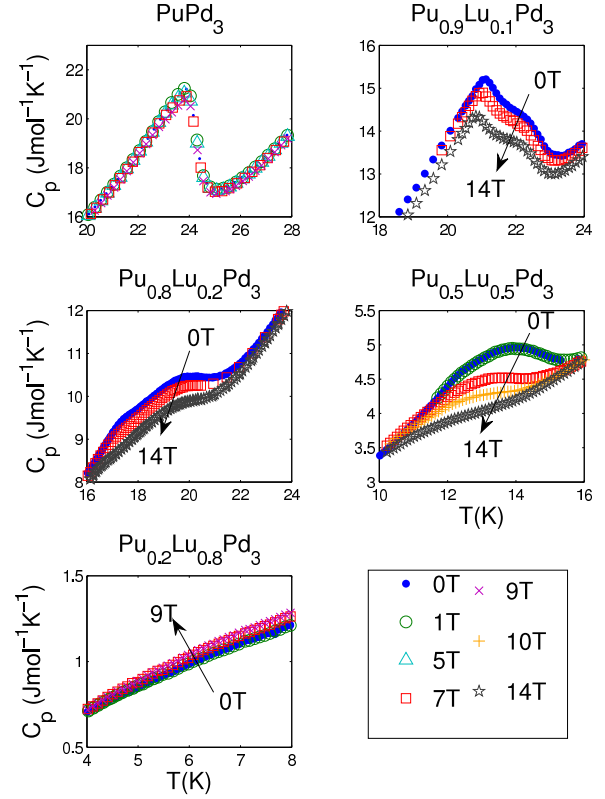 PuPd3
Cp (Jmol−1K−1)
22
21
20
19
18
17
16
20 22 24 26 28
Pu0.9Lu0.1Pd3
16
15
14
13
12
18 20 22 24
0T
14T
Pu0.8Lu0.2Pd3
Cp (Jmol−1K−1)
12
11
10
9
8
16 18 20 22 24
0T
14T
Pu0.5Lu0.5Pd3
5.5
5
4.5
4
3.5
3
10 12 14 16
T(K)
0T
14T
Pu0.2Lu0.8Pd3
Cp (Jmol−1K−1)
1.5
1
0.5
4 5 6 7 8
T(K)
9T
0T
0T
1T
5T
7T
9T
10T
14T